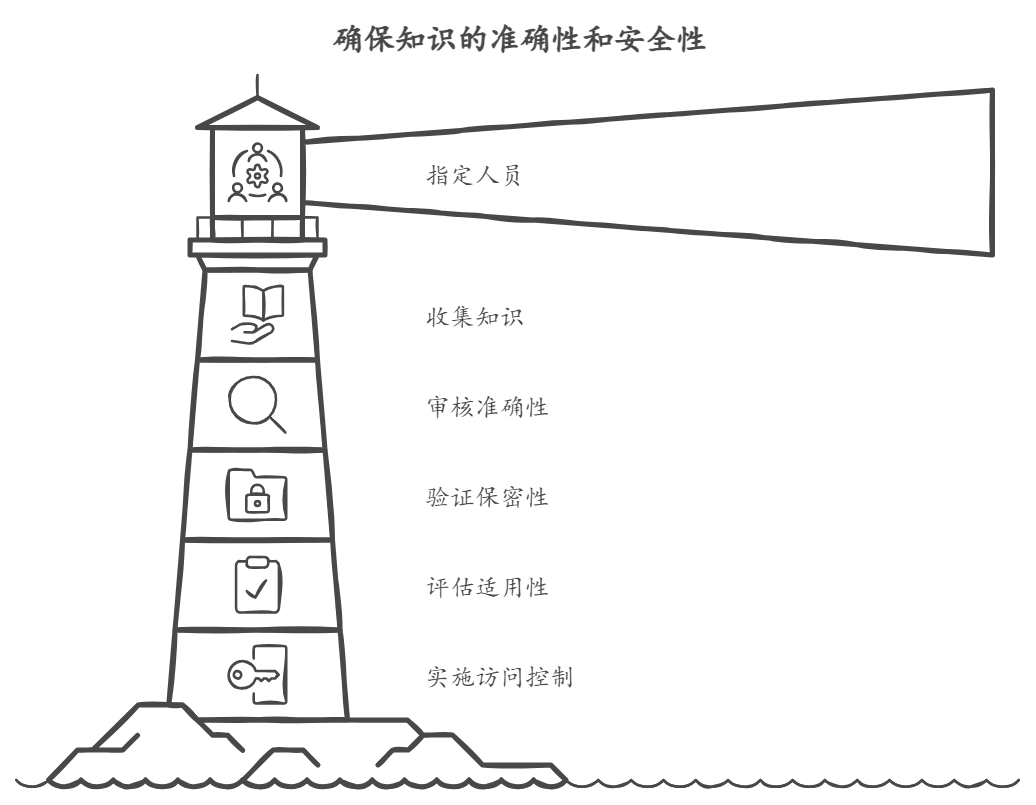 确保知识的准确性和安全性
指定人员
收集知识
审核准确性
验证保密性
评估适用性
实施访问控制